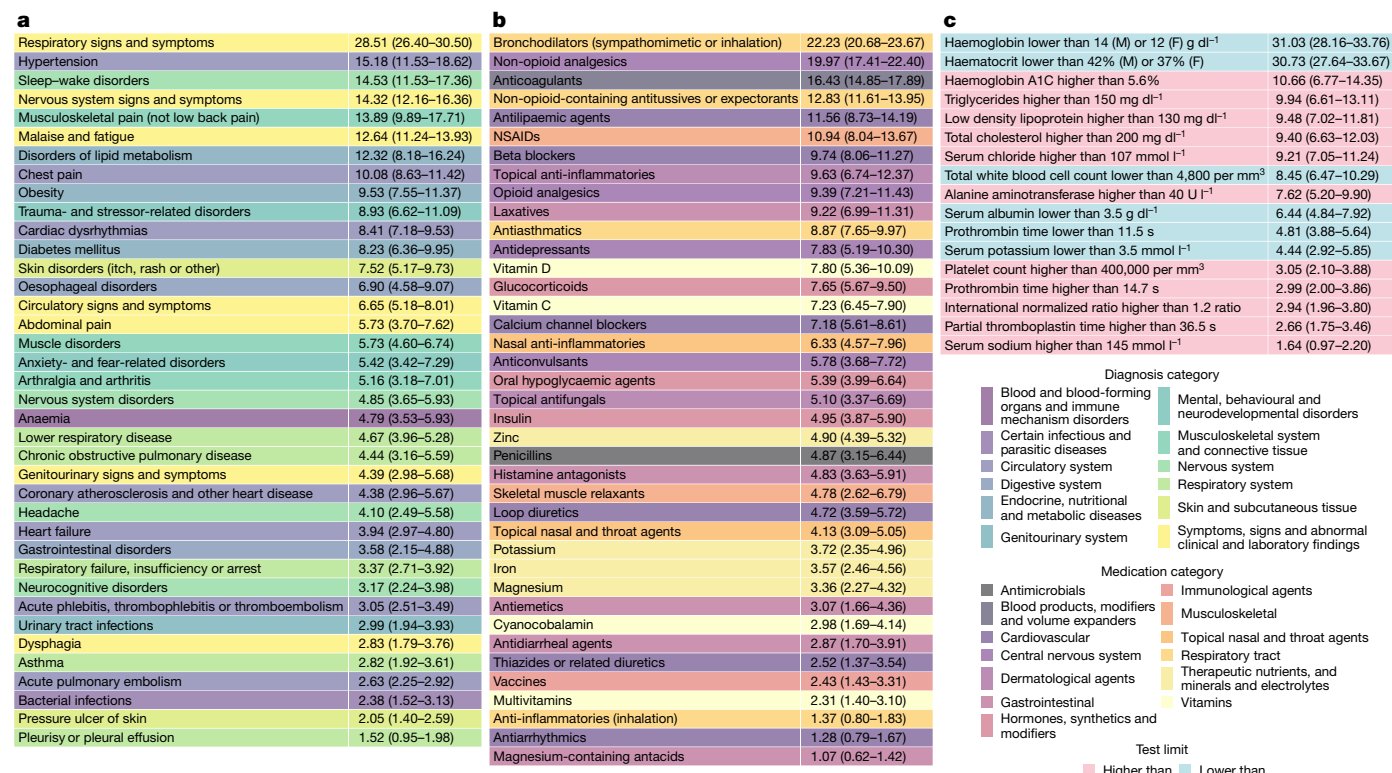 a
Respiratory signs and symptoms 28.51 (26.40–30.50)
Hypertension 15.18 (11.53–18.62)
Sleep–wake disorders 14.53 (11.53–17.36)
Nervous system signs and symptoms 14.32 (12.16–16.36)
Musculoskeletal pain (not low back pain) 13.89 (9.89–17.71)
Malaise and fatigue 12.64 (11.24–13.93)
Disorders of lipid metabolism 12.32 (8.18–16.24)
Chest pain 10.08 (8.63–11.42)
Obesity 9.53 (7.55–11.37)
Trauma- and stressor-related disorders 8.93 (6.62–11.09)
Cardiac dysrhythmias 8.41 (7.18–9.53)
Diabetes mellitus 8.23 (6.36–9.95)
Skin disorders (itch, rash or other) 7.52 (5.17–9.73)
Oesophageal disorders 6.90 (4.58–9.07)
Circulatory signs and symptoms 6.65 (5.18–8.01)
Abdominal pain 5.73 (3.70–7.62)
Muscle disorders 5.73 (4.60–6.74)
Anxiety- and fear-related disorders 5.42 (3.42–7.29)
Arthralgia and arthritis 5.16 (3.18–7.01)
Nervous system disorders 4.85 (3.65–5.93)
Anaemia 4.79 (3.53–5.93)
Lower respiratory disease 4.67 (3.96–5.28)
Chronic obstructive pulmonary disease 4.44 (3.16–5.59)
Genitourinary signs and symptoms 4.39 (2.98–5.68)
Coronary atherosclerosis and other heart disease 4.38 (2.96–5.67)
Headache 4.10 (2.49–5.58)
Heart failure 3.94 (2.97–4.80)
Gastrointestinal disorders 3.58 (2.15–4.88)
Respiratory failure, insufficiency or arrest 3.37 (2.71–3.92)
Neurocognitive disorders 3.17 (2.24–3.98)
Acute phlebitis, thrombophlebitis or thromboembolism 3.05 (2.51–3.49)
Urinary tract infections 2.99 (1.94–3.93)
Dysphagia 2.83 (1.79–3.76)
Asthma 2.82 (1.92–3.61)
Acute pulmonary embolism 2.63 (2.25–2.92)
Bacterial infections 2.38 (1.52–3.13)
Pressure ulcer of skin 2.05 (1.40–2.59)
Pleurisy or pleural effusion 1.52 (0.95–1.98)
b
Bronchodilators (sympathomimetic or inhalation) 22.23 (20.68–23.67)
Non-opioid analgesics 19.97 (17.41–22.40)
Anticoagulants 16.43 (14.85–17.89)
Non-opioid-containing antitussives or expectorants 12.83 (11.61–13.95)
Antilipaemic agents 11.56 (8.73–14.19)
NSAIDs 10.94 (8.04–13.67)
Beta blockers 9.74 (8.06–11.27)
Topical anti-inflammatories 9.63 (6.74–12.37)
Opioid analgesics 9.39 (7.21–11.43)
Laxatives 9.22 (6.99–11.31)
Antiasthmatics 8.87 (7.65–9.97)
Antidepressants 7.83 (5.19–10.30)
Vitamin D 7.80 (5.36–10.09)
Glucocorticoids 7.65 (5.67–9.50)
Vitamin C 7.23 (6.45–7.90)
Calcium channel blockers 7.18 (5.61–8.61)
Nasal anti-inflammatories 6.33 (4.57–7.96)
Anticonvulsants 5.78 (3.68–7.72)
Oral hypoglycaemic agents 5.39 (3.99–6.64)
Topical antifungals 5.10 (3.37–6.69)
Insulin 4.95 (3.87–5.90)
Zinc 4.90 (4.39–5.32)
Penicillins 4.87 (3.15–6.44)
Histamine antagonists 4.83 (3.63–5.91)
Skeletal muscle relaxants 4.78 (2.62–6.79)
Loop diuretics 4.72 (3.59–5.72)
Topical nasal and throat agents 4.13 (3.09–5.05)
Potassium 3.72 (2.35–4.96)
Iron 3.57 (2.46–4.56)
Magnesium 3.36 (2.27–4.32)
Antiemetics 3.07 (1.66–4.36)
Cyanocobalamin 2.98 (1.69–4.14)
Antidiarrheal agents 2.87 (1.70–3.91)
Thiazides or related diuretics 2.52 (1.37–3.54)
Vaccines 2.43 (1.43–3.31)
Multivitamins 2.31 (1.40–3.10)
Anti-inflammatories (inhalation) 1.37 (0.80–1.83)
Antiarrhythmics 1.28 (0.79–1.67)
Magnesium-containing antacids 1.07 (0.62–1.42)
c
Haemoglobin lower than 14 (M) or 12 (F) g dl⁻¹ 31.03 (28.16–33.76)
Haematocrit lower than 42% (M) or 37% (F) 30.73 (27.64–33.67)
Haemoglobin A1C higher than 5.6% 10.66 (6.77–14.35)
Triglycerides higher than 150 mg dl⁻¹ 9.94 (6.61–13.11)
Low density lipoprotein higher than 130 mg dl⁻¹ 9.48 (7.02–11.81)
Total cholesterol higher than 200 mg dl⁻¹ 9.40 (6.63–12.03)
Serum chloride higher than 107 mmol l⁻¹ 9.21 (7.05–11.24)
Total white blood cell count lower than 4,800 per mm³ 8.45 (6.47–10.29)
Alanine aminotransferase higher than 40 U l⁻¹ 7.62 (5.20–9.90)
Serum albumin lower than 3.5 g dl⁻¹ 6.44 (4.84–7.92)
Prothrombin time lower than 11.5 s 4.81 (3.88–5.64)
Serum potassium lower than 3.5 mmol l⁻¹ 4.44 (2.92–5.85)
Platelet count higher than 400,000 per mm³ 3.05 (2.10–3.88)
Prothrombin time higher than 14.7 s 2.99 (2.00–3.86)
International normalized ratio higher than 1.2 ratio 2.94 (1.96–3.80)
Partial thromboplastin time higher than 36.5 s 2.66 (1.75–3.46)
Serum sodium higher than 145 mmol l⁻¹ 1.64 (0.97–2.20)
Diagnosis category
Blood and blood-forming
organs and immune
mechanism disorders
Certain infectious and
parasitic diseases
Circulatory system
Digestive system
Endocrine, nutritional
and metabolic diseases
Genitourinary system
Mental, behavioural and
neurodevelopmental disorders
Musculoskeletal system
and connective tissue
Nervous system
Respiratory system
Skin and subcutaneous tissue
Symptoms, signs and abnormal
clinical and laboratory findings
Medication category
Antimicrobials
Blood products, modifiers
and volume expanders
Cardiovascular
Central nervous system
Dermatological agents
Gastrointestinal
Hormones, synthetics and
modifiers
Immunological agents
Musculoskeletal
Topical nasal and throat agents
Respiratory tract
Therapeutic nutrients, and
minerals and electrolytes
Vitamins
Test limit
Higher than
Lower than